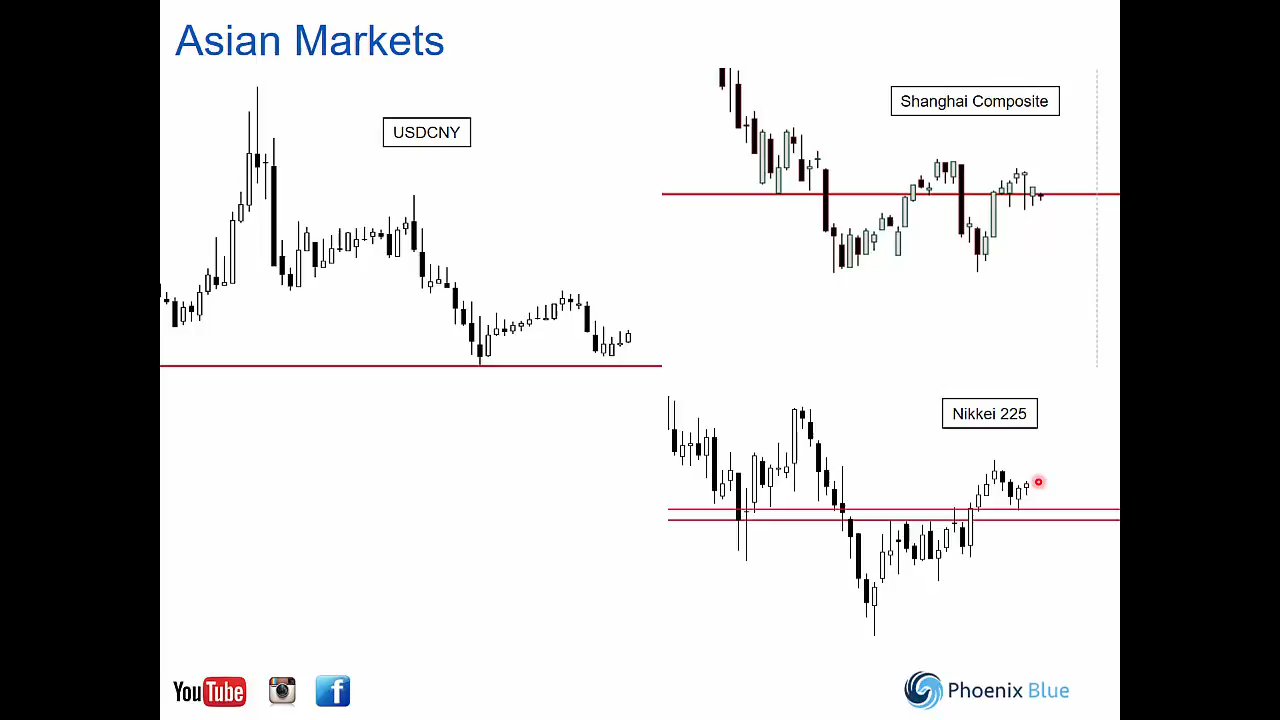 Asian Markets
USDCNY
Shanghai Composite
Nikkei 225
YouTube
f
Phoenix Blue